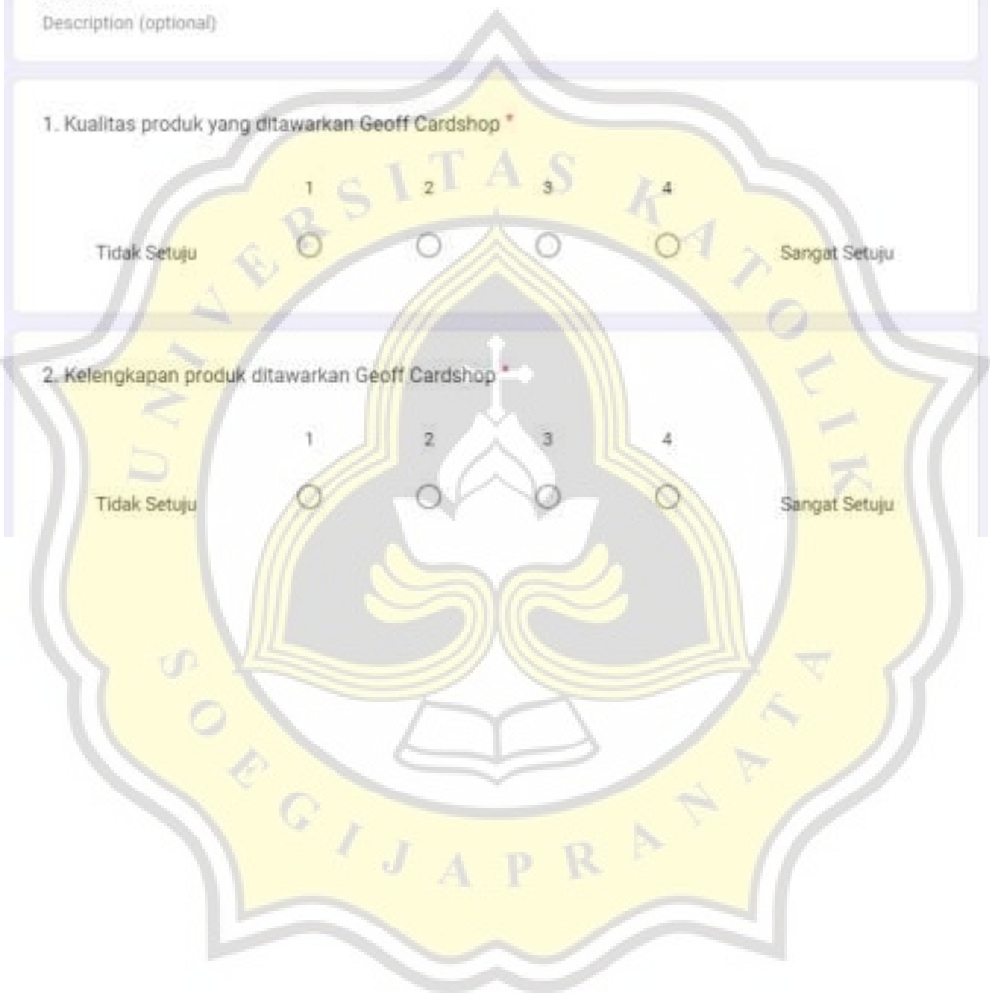 Description (optional)
1. Kualitas produk yang ditawarkan Geoff Cardshop *
1 2 3 4
Tidak Setuju Sangat Setuju
2. Kelengkapan produk ditawarkan Geoff Cardshop *
1 2 3 4
Tidak Setuju Sangat Setuju
UNIVERSITAS KATOLIK
SOEGIJAPRANATA